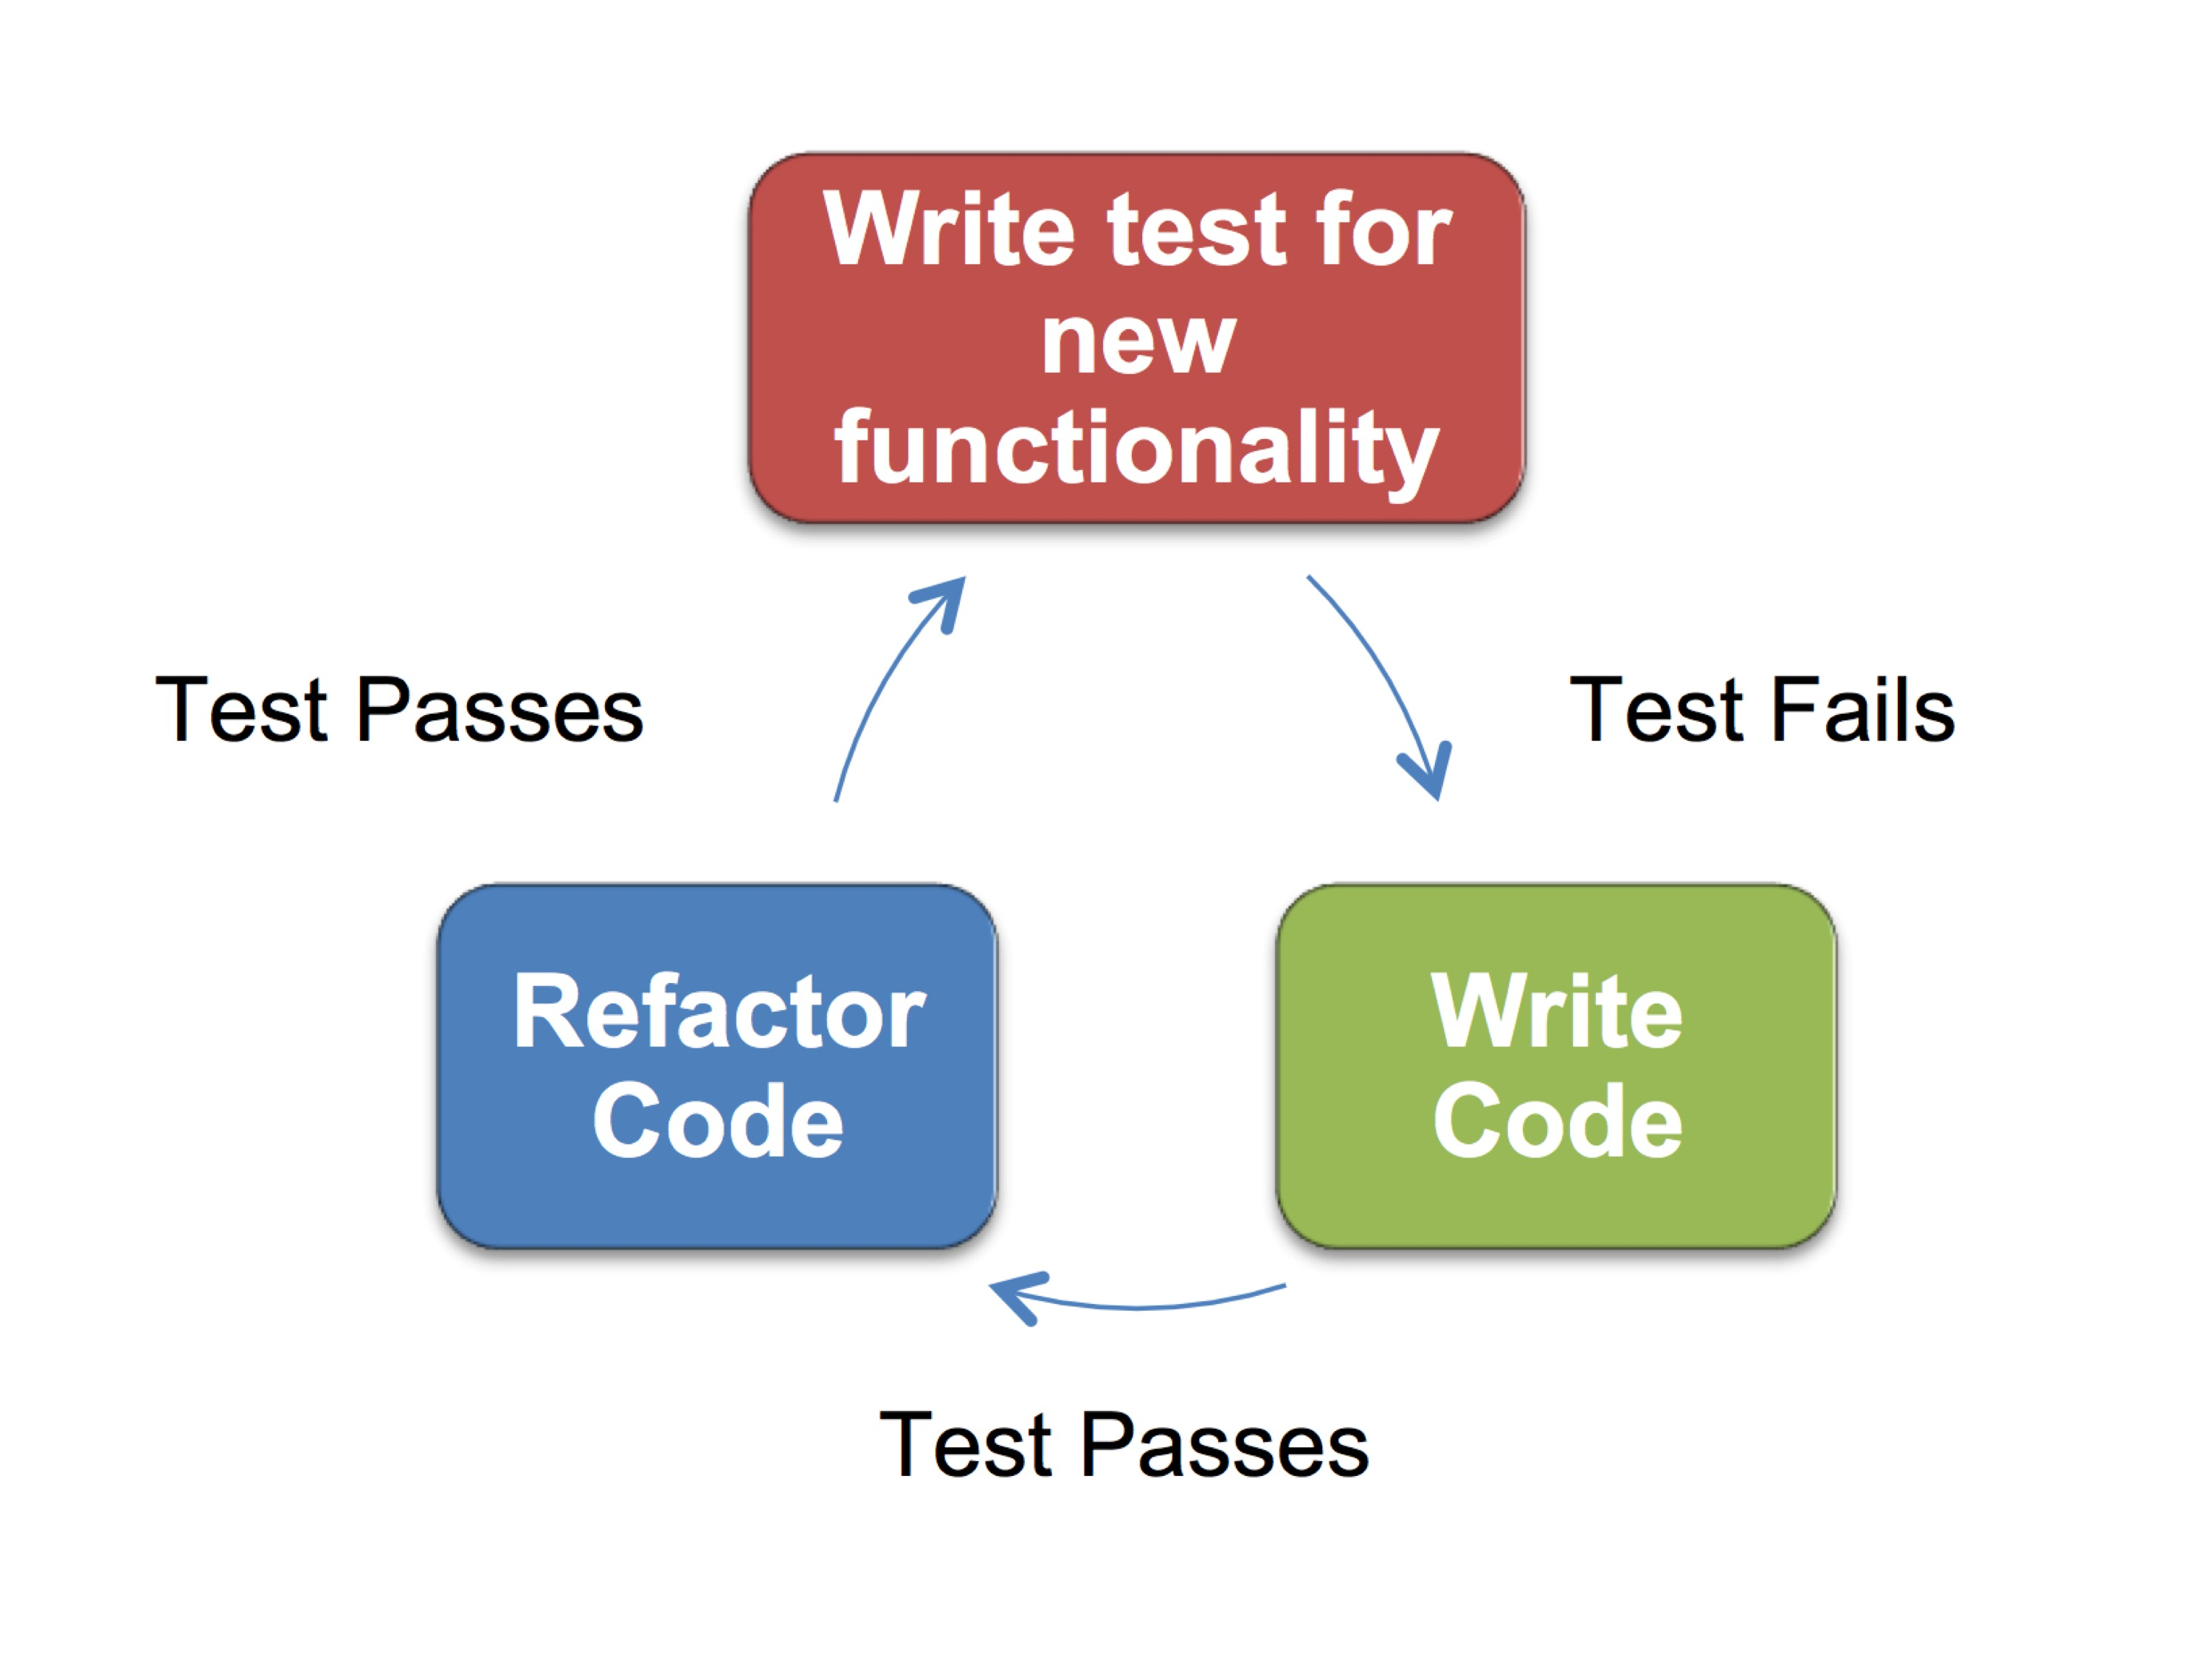 Write test for
new
functionality
Test Passes
Test Fails
Refactor
Code
Write
Code
Test Passes